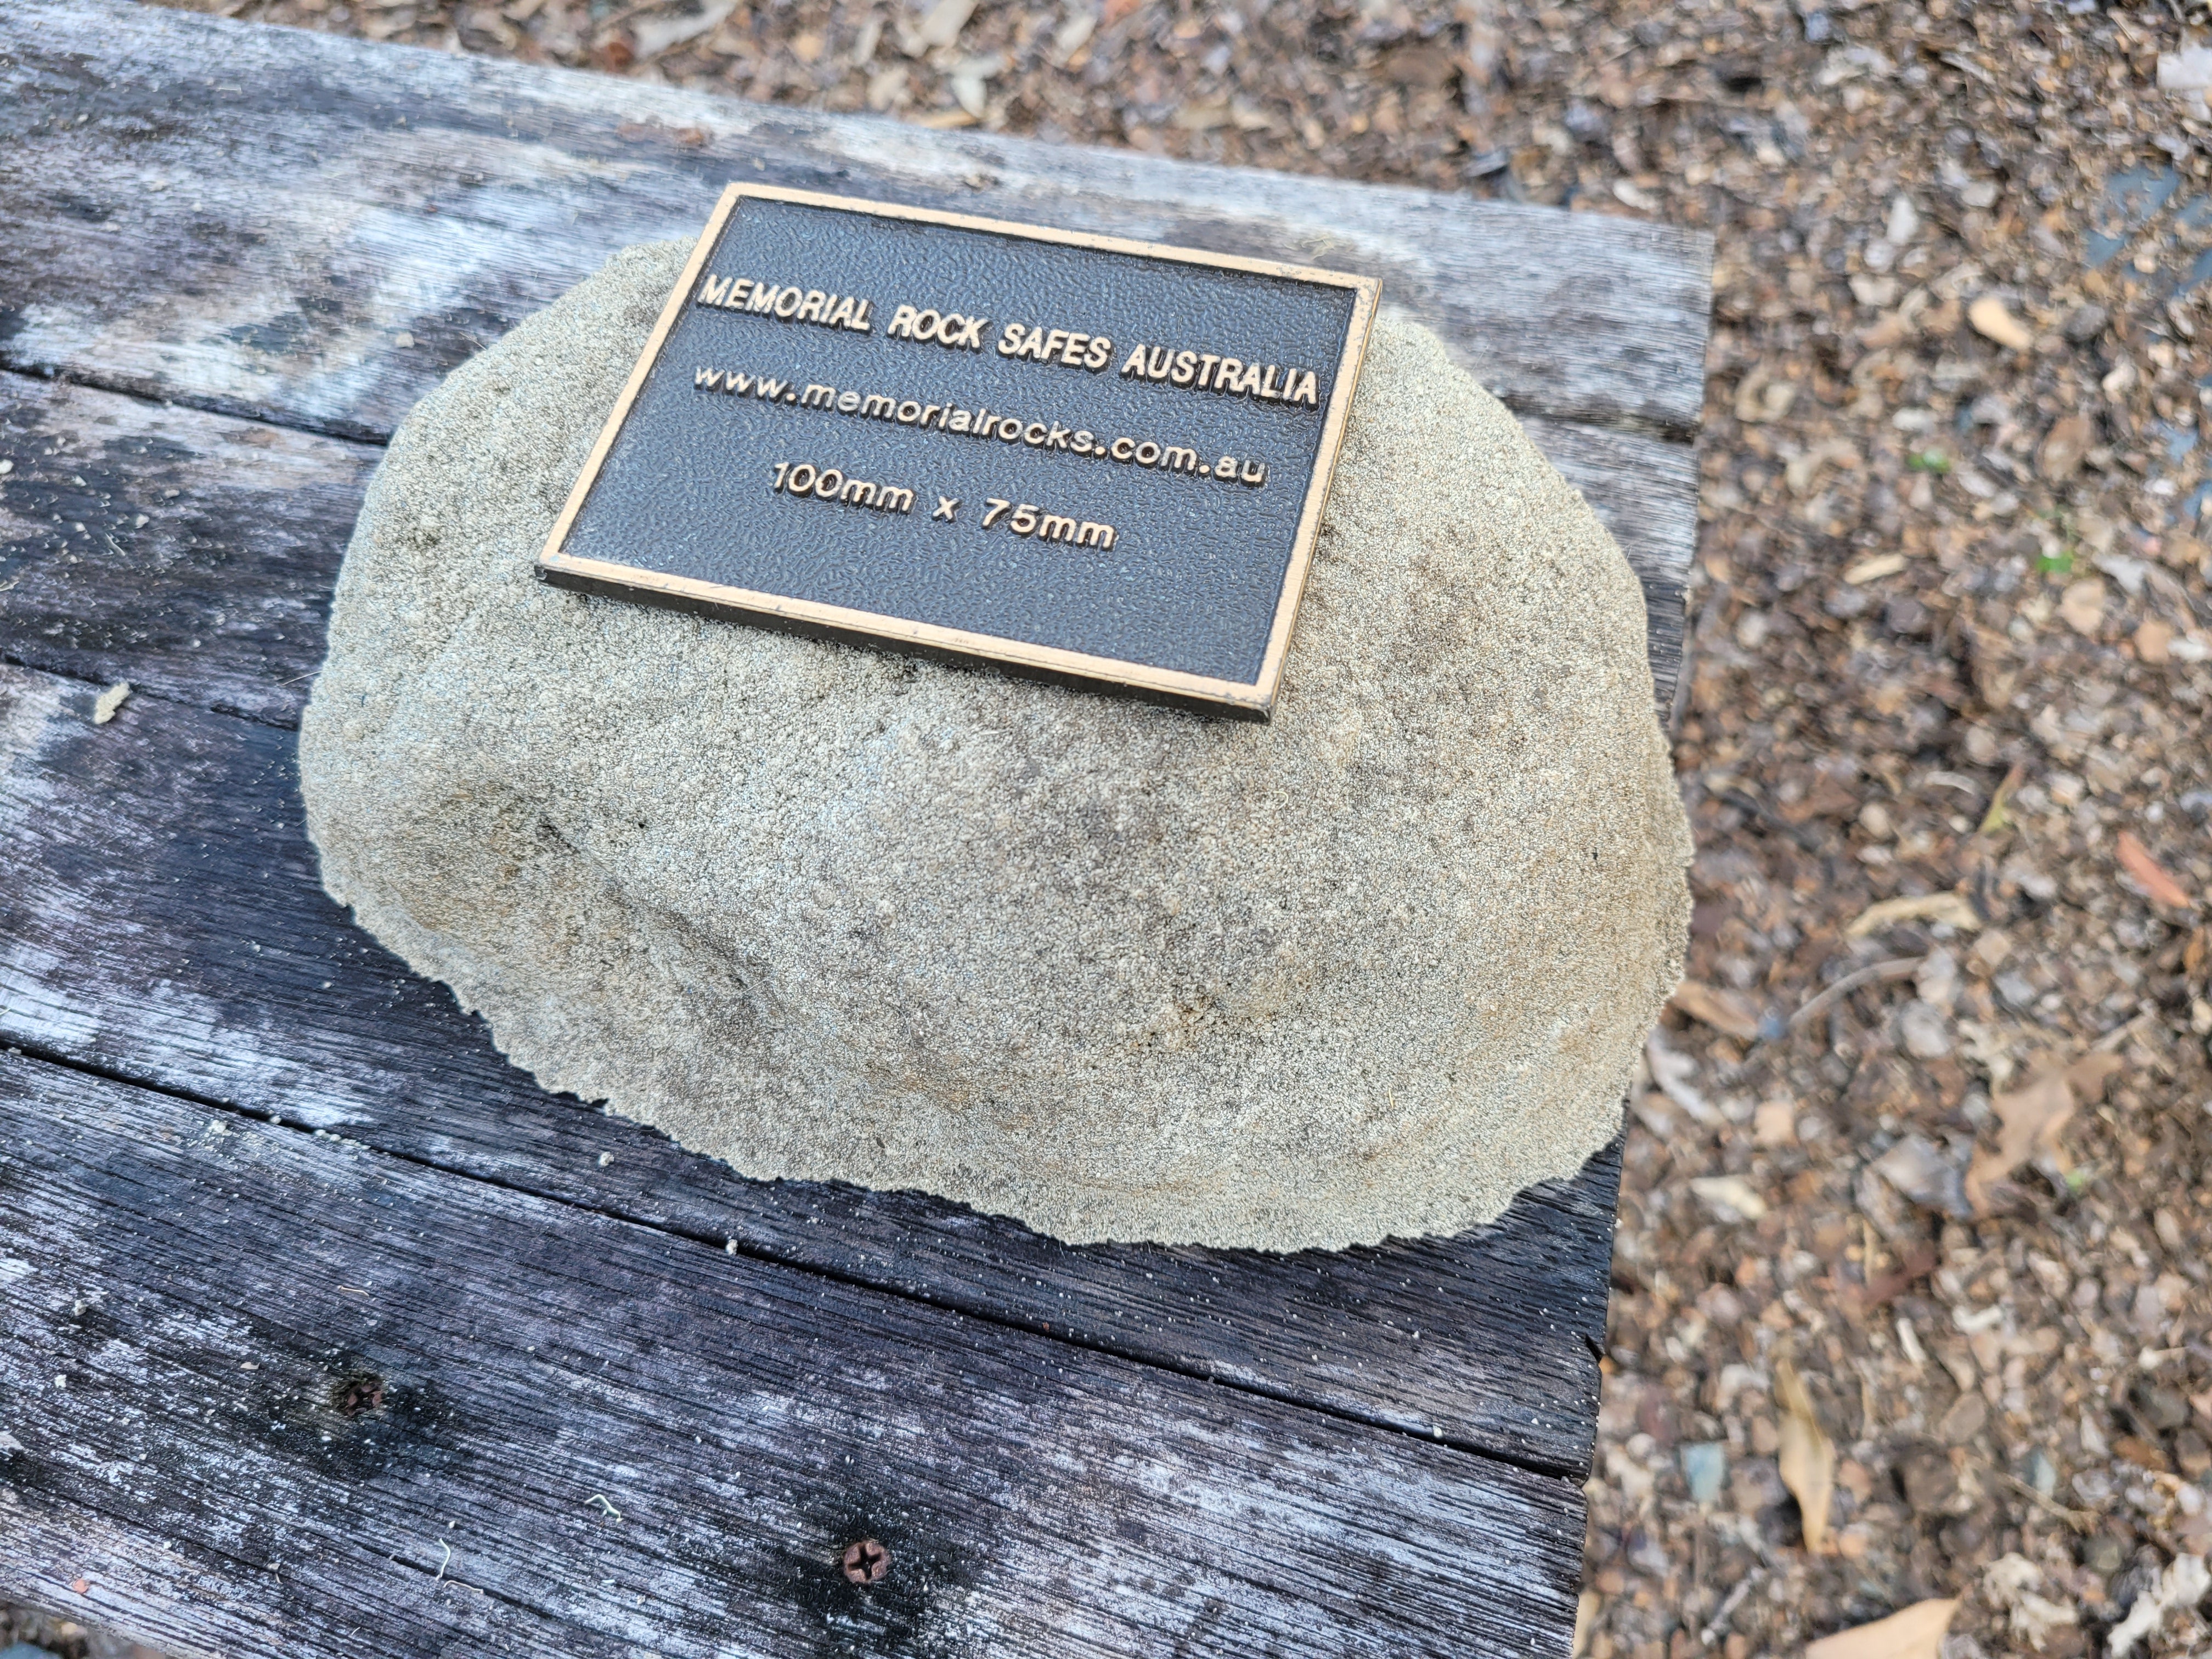 MEMORIAL ROCK SAFES AUSTRALIA
www.memorialrocks.com.au
100mm x 75mm